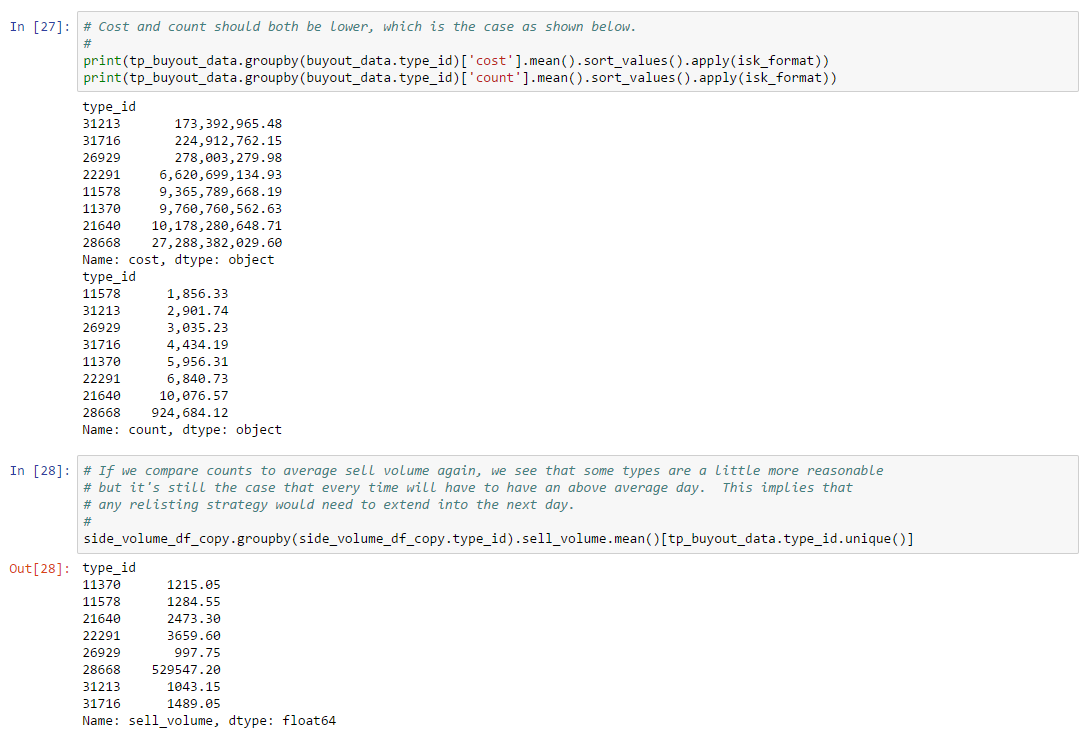 In [27]: # Cost and count should both be lower, which is the case as shown below.
#
print(tp_buyout_data.groupby(buyout_data.type_id)['cost'].mean().sort_values().apply(isk_format))
print(tp_buyout_data.groupby(buyout_data.type_id)['count'].mean().sort_values().apply(isk_format))
type_id
31213 173,392,965.48
31716 224,912,762.15
26929 278,003,279.98
22291 6,620,699,134.93
11578 9,365,789,668.19
11370 9,760,760,562.63
21640 10,178,280,648.71
28668 27,288,382,029.60
Name: cost, dtype: object
type_id
11578 1,856.33
31213 2,901.74
26929 3,035.23
31716 4,434.19
11370 5,956.31
22291 6,840.73
21640 10,076.57
28668 924,684.12
Name: count, dtype: object
In [28]: # If we compare counts to average sell volume again, we see that some types are a little more reasonable
# but it's still the case that every time will have to have an above average day.  This implies that
# any relisting strategy would need to extend into the next day.
#
side_volume_df_copy.groupby(side_volume_df_copy.type_id).sell_volume.mean()[tp_buyout_data.type_id.unique()]
Out[28]: type_id
11370 1215.05
11578 1284.55
21640 2473.30
22291 3659.60
26929 997.75
28668 529547.20
31213 1043.15
31716 1489.05
Name: sell_volume, dtype: float64